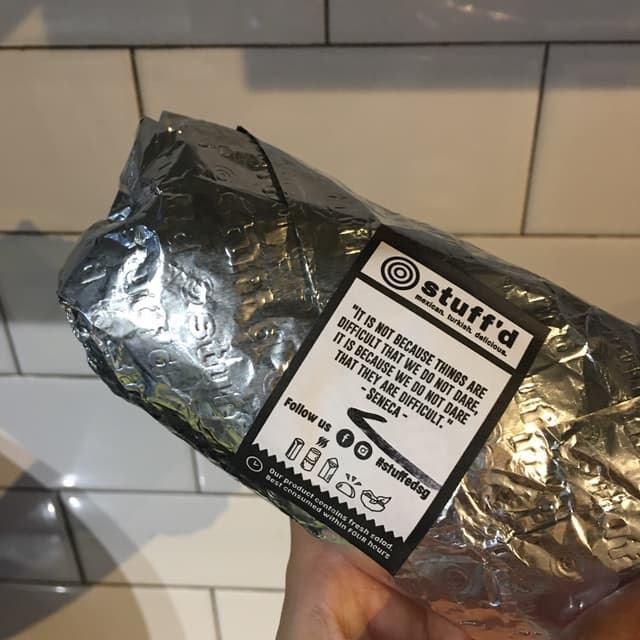 stuff'd
mexican. turkish. delicious.
"IT IS NOT BECAUSE THINGS ARE
DIFFICULT THAT WE DO NOT DARE,
IT IS BECAUSE WE DO NOT DARE
THAT THEY ARE DIFFICULT."
- SENECA -
Follow us
#stuffedsg
Our product contains fresh salad.
Best consumed within FOUR hours